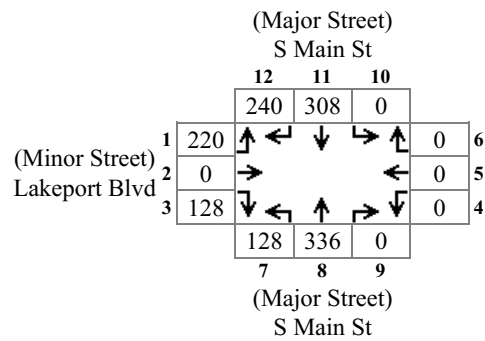 (Major Street)
S Main St
12 11 10
240 308 0
1 220 0 6
(Minor Street)
Lakeport Blvd
2 0 0 5
3 128 0 4
128 336 0
7 8 9
(Major Street)
S Main St